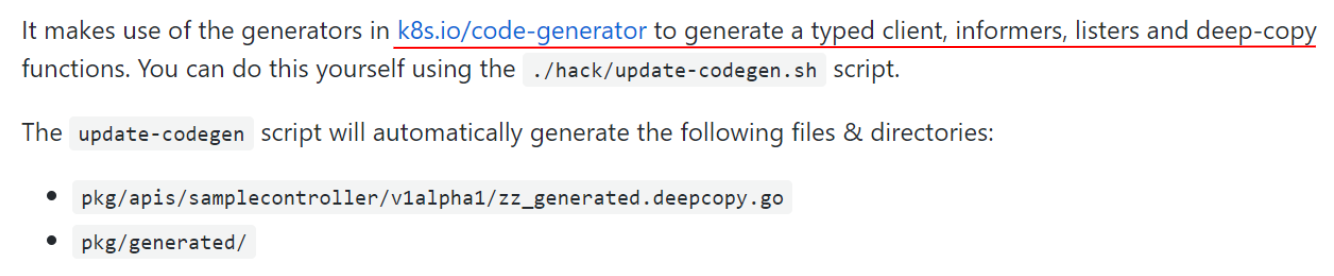 It makes use of the generators in k8s.io/code-generator to generate a typed client, informers, listers and deep-copy
functions. You can do this yourself using the ./hack/update-codegen.sh script.
The update-codegen script will automatically generate the following files & directories:
• pkg/apis/samplecontroller/v1alpha1/zz_generated.deepcopy.go
• pkg/generated/